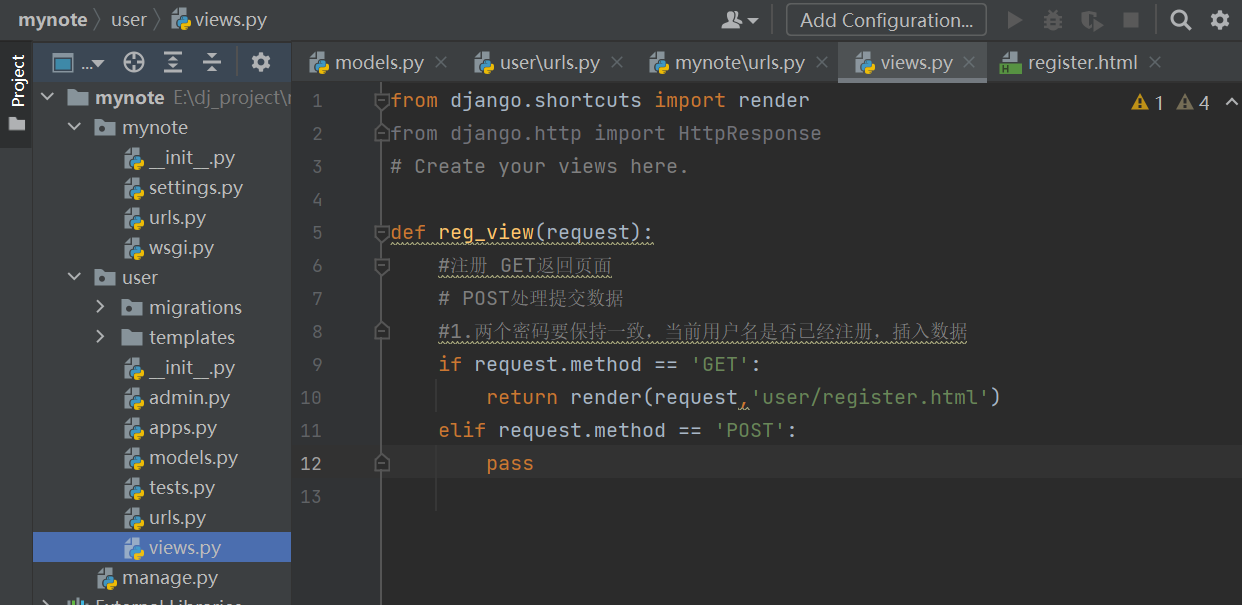 mynote user views.py Add Configuration...
Project ... models.py user\urls.py mynote\urls.py views.py register.html
mynote E:\dj_project\
mynote
__init__.py
settings.py
urls.py
wsgi.py
user
migrations
templates
__init__.py
admin.py
apps.py
models.py
tests.py
urls.py
views.py
manage.py
External Libraries
1 from django.shortcuts import render
1 4
2 from django.http import HttpResponse
3 # Create your views here.
4
5 def reg_view(request):
6 #注册 GET返回页面
7 # POST处理提交数据
8 #1.两个密码要保持一致，当前用户名是否已经注册，插入数据
9 if request.method == 'GET':
10 return render(request,'user/register.html')
11 elif request.method == 'POST':
12 pass
13